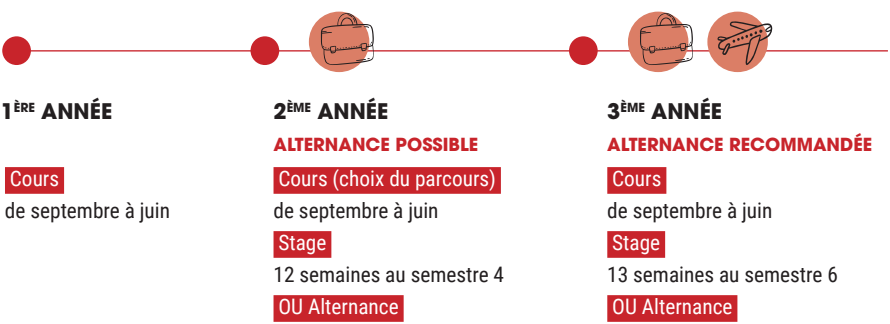 1ÈRE ANNÉE
Cours
de septembre à juin
2ÈME ANNÉE
ALTERNANCE POSSIBLE
Cours (choix du parcours)
de septembre à juin
Stage
12 semaines au semestre 4
OU Alternance
3ÈME ANNÉE
ALTERNANCE RECOMMANDÉE
Cours
de septembre à juin
Stage
13 semaines au semestre 6
OU Alternance